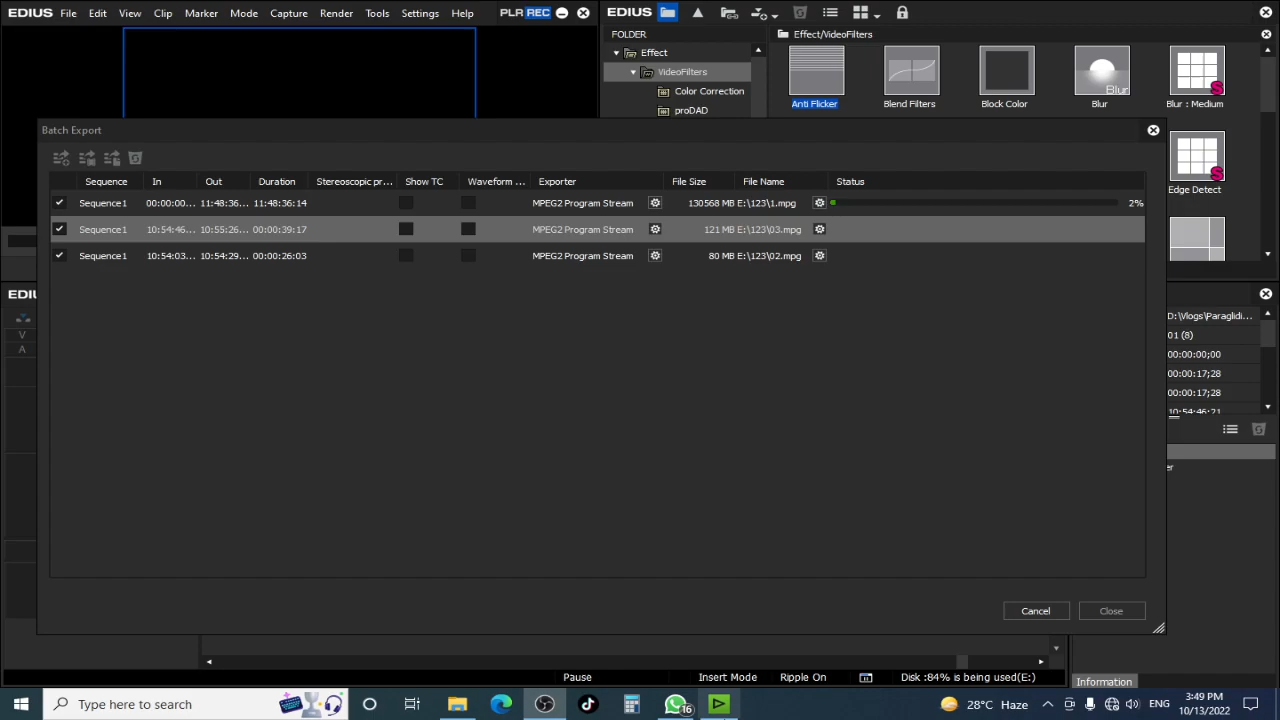 File Edit View Clip Marker Mode Capture Render Tools Settings Help PLR REC
EDIUS
FOLDER
Effect
VideoFilters
Color Correction
proDAD
Effect/VideoFilters
Anti Flicker Blend Filters Block Color Blur Blur : Medium
Blur
Edge Detect
Batch Export
Sequence In Out Duration Stereoscopic pr... Show TC Waveform ... Exporter File Size File Name Status
Sequence1 00:00:00... 11:48:36... 11:48:36:14 MPEG2 Program Stream 130568 MB E:\123\1.mpg 2%
Sequence1 10:54:46... 10:55:26... 00:00:39:17 MPEG2 Program Stream 121 MB E:\123\03.mpg
Sequence1 10:54:03... 10:54:29... 00:00:26:03 MPEG2 Program Stream 80 MB E:\123\02.mpg
Cancel Close
V
A
D:\Vlogs\Paraglidi...
01 (8)
00:00:00;00
00:00:17;28
00:00:17;28
10:54:46:21
Pause Insert Mode Ripple On Disk :84% is being used(E:)
Information
Type here to search
16
28°C Haze
ENG
3:49 PM
10/13/2022